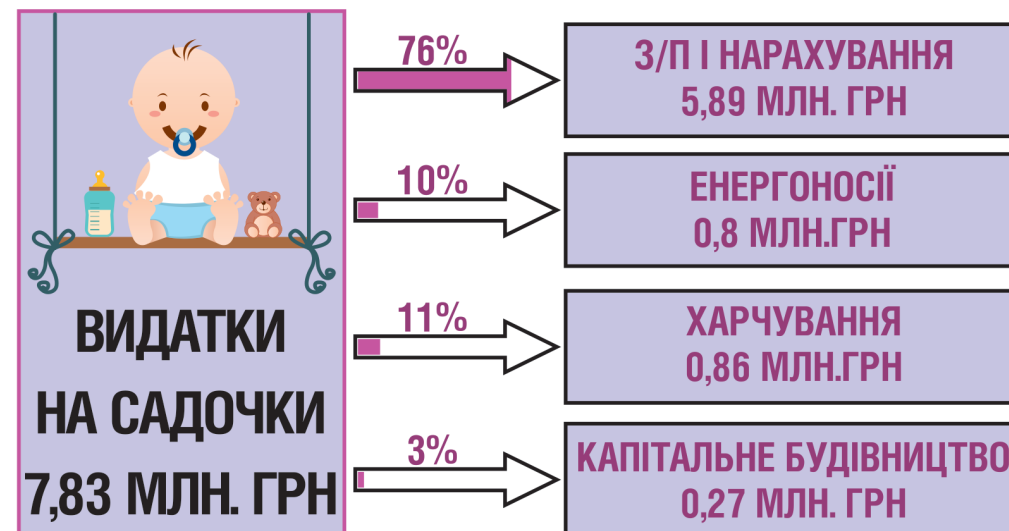 ВИДАТКИ
НА САДОЧКИ
7,83 МЛН. ГРН
76%
З/П І НАРАХУВАННЯ
5,89 МЛН. ГРН
10%
ЕНЕРГОНОСІЇ
0,8 МЛН.ГРН
11%
ХАРЧУВАННЯ
0,86 МЛН.ГРН
3%
КАПІТАЛЬНЕ БУДІВНИЦТВО
0,27 МЛН. ГРН